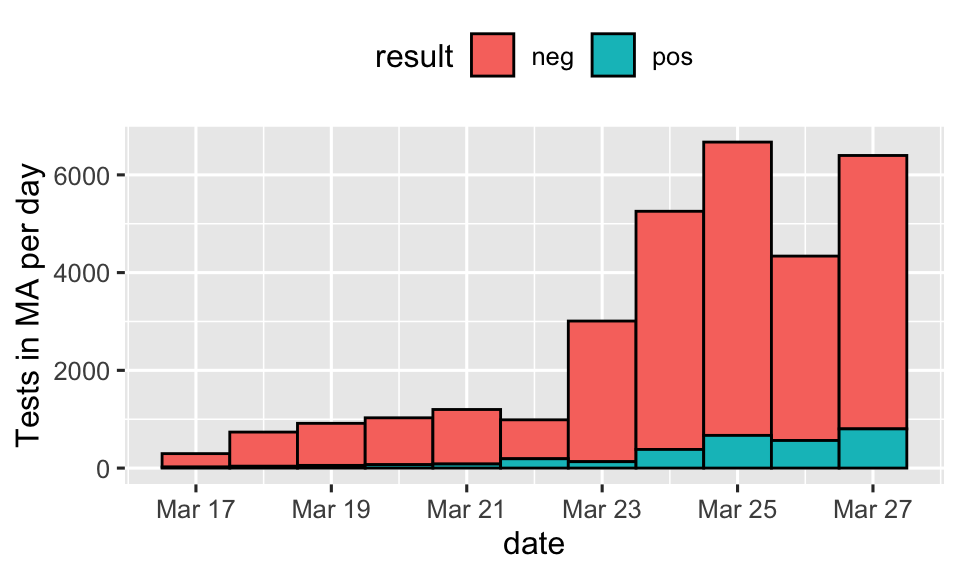 result neg pos
Tests in MA per day
6000
4000
2000
0
Mar 17 Mar 19 Mar 21 Mar 23 Mar 25 Mar 27
date